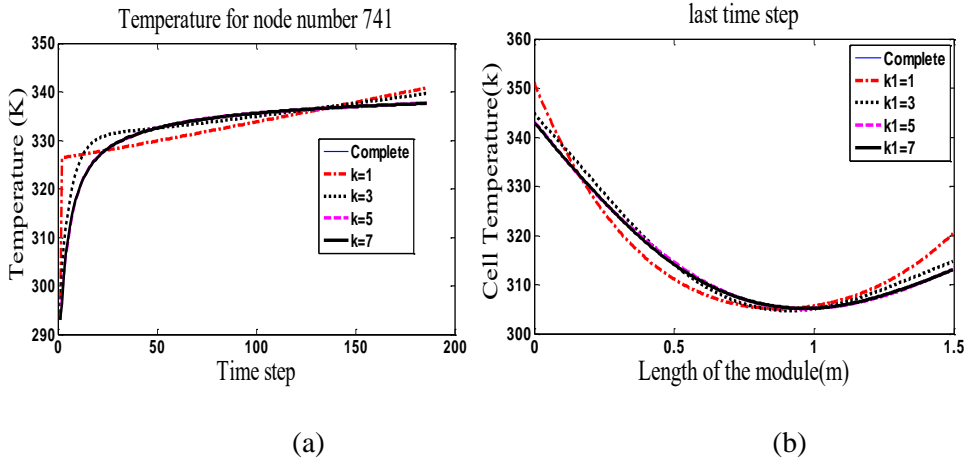 Temperature for node number 741
350
340
330
320
310
300
290
0
50
100
150
200
Temperature (K)
Time step
Complete
k=1
k=3
k=5
k=7
(a)
last time step
360
350
340
330
320
310
300
0
0.5
1
1.5
Cell Temperature(k)
Length of the module(m)
Complete
k1=1
k1=3
k1=5
k1=7
(b)